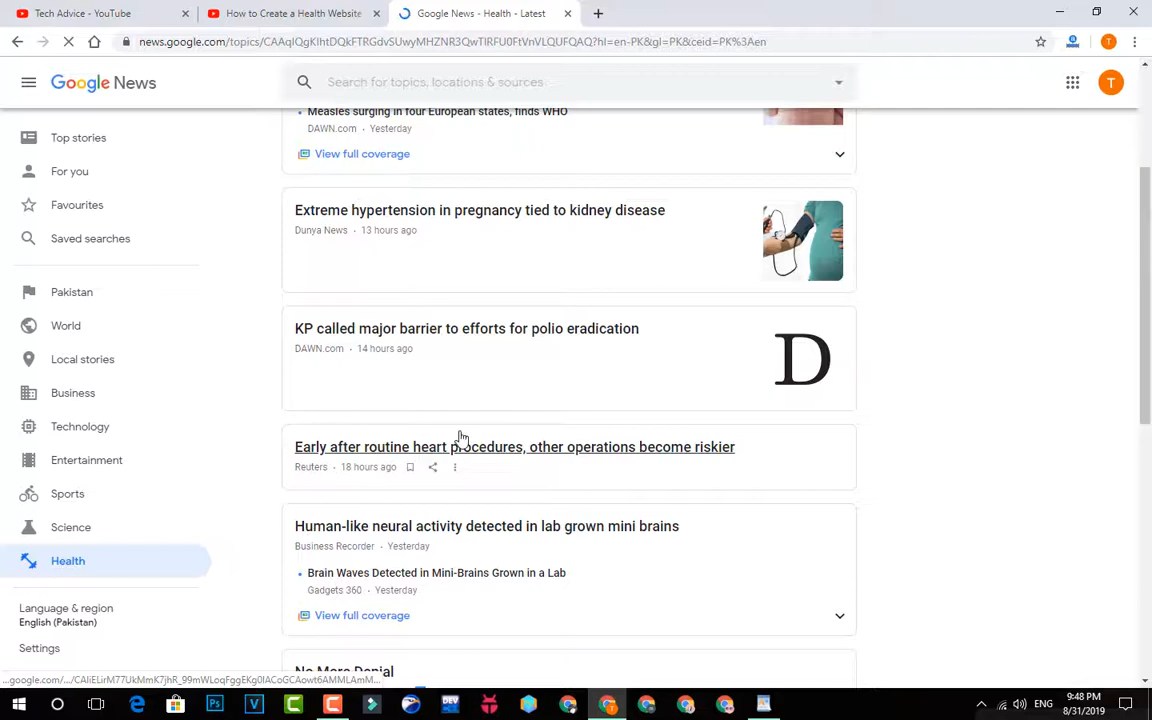 Tech Advice - YouTube
How to Create a Health Website
Google News - Health - Latest
news.google.com/topics/CAAqIQgKIhtDQkFTRGdvSUwyMHZNR3QwTlRFU0FtVnVLQUFQAQ?hl=en-PK&gl=PK&ceid=PK%3Aen
T
Google News
Search for topics, locations & sources
T
Top stories
For you
Favourites
Saved searches
Pakistan
World
Local stories
Business
Technology
Entertainment
Sports
Science
Health
Language & region
English (Pakistan)
Settings
Measles surging in four European states, finds WHO
DAWN.com • Yesterday
View full coverage
Extreme hypertension in pregnancy tied to kidney disease
Dunya News • 13 hours ago
KP called major barrier to efforts for polio eradication
DAWN.com • 14 hours ago
D
Early after routine heart procedures, other operations become riskier
Reuters • 18 hours ago
Human-like neural activity detected in lab grown mini brains
Business Recorder • Yesterday
Brain Waves Detected in Mini-Brains Grown in a Lab
Gadgets 360 • Yesterday
View full coverage
No More Denial
Ps
V
C
C
DEV
ENG
9:48 PM
8/31/2019